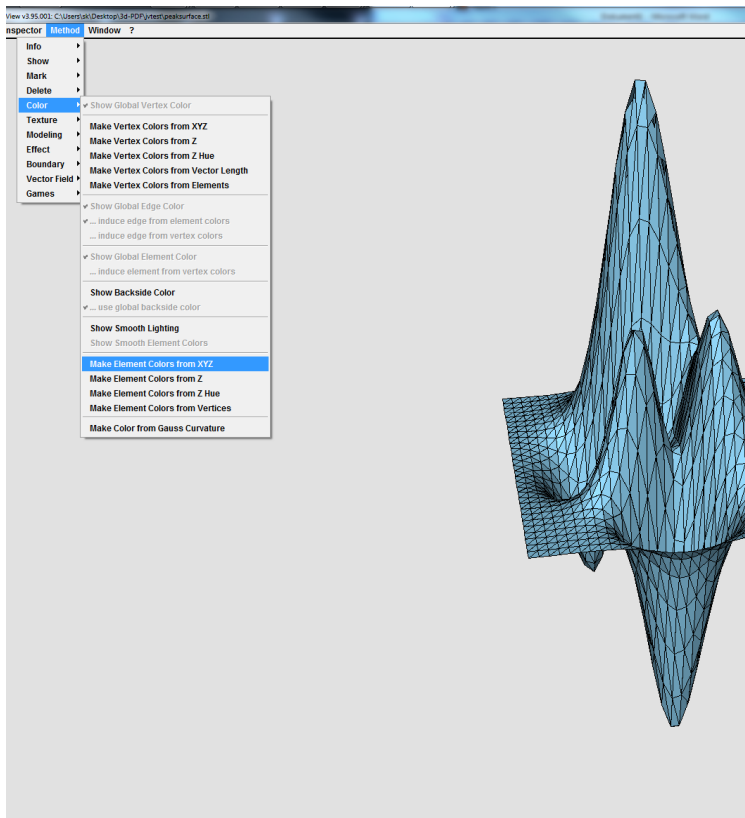 View v3.95.001: C:\Users\sk\Desktop\3d-PDF\jvtest\peaksurface.stl
nspector Method Window ?
Info
Show
Mark
Delete
Color
Texture
Modeling
Effect
Boundary
Vector Field
Games
Show Global Vertex Color
Make Vertex Colors from XYZ
Make Vertex Colors from Z
Make Vertex Colors from Z Hue
Make Vertex Colors from Vector Length
Make Vertex Colors from Elements
Show Global Edge Color
... induce edge from element colors
... induce edge from vertex colors
Show Global Element Color
... induce element from vertex colors
Show Backside Color
... use global backside color
Show Smooth Lighting
Show Smooth Element Colors
Make Element Colors from XYZ
Make Element Colors from Z
Make Element Colors from Z Hue
Make Element Colors from Vertices
Make Color from Gauss Curvature